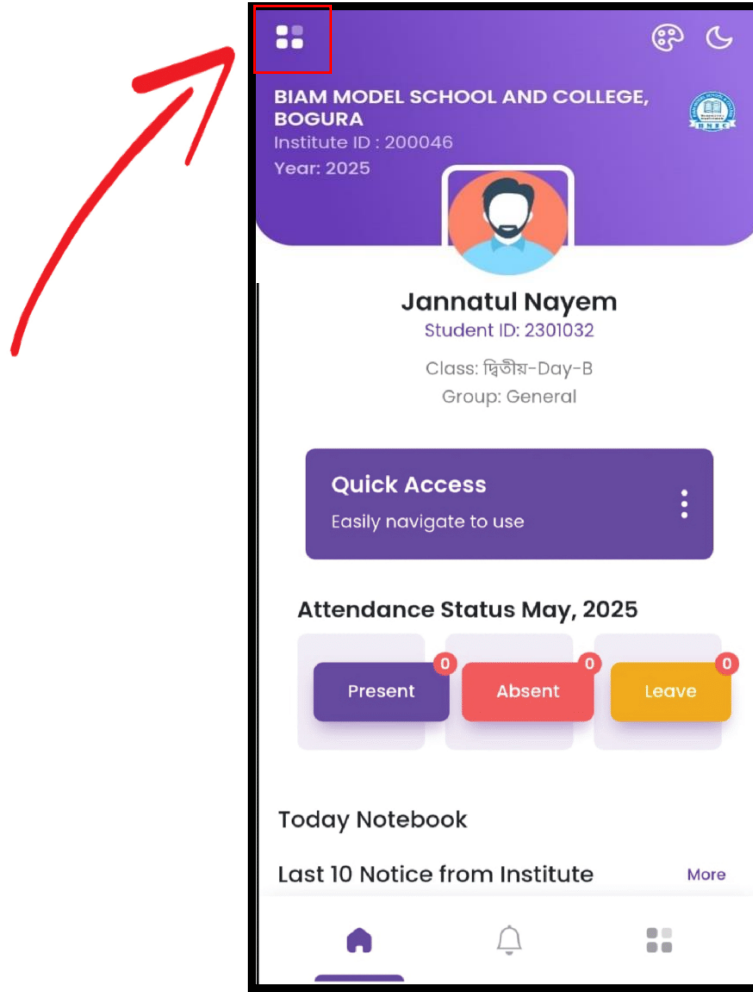 BIAM MODEL SCHOOL AND COLLEGE,
BOGURA
Institute ID : 200046
Year: 2025
Jannatul Nayem
Student ID: 2301032
Class: দ্বিতীয়-Day-B
Group: General
Quick Access
Easily navigate to use
Attendance Status May, 2025
0 0 0
Present Absent Leave
Today Notebook
Last 10 Notice from Institute More